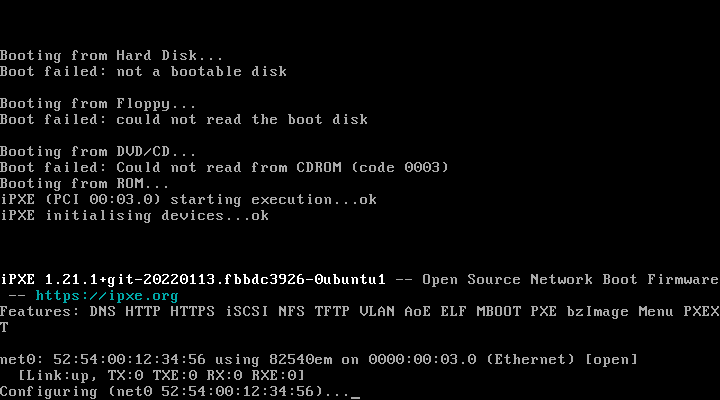 Booting from Hard Disk...
Boot failed: not a bootable disk
Booting from Floppy...
Boot failed: could not read the boot disk
Booting from DVD/CD...
Boot failed: Could not read from CDROM (code 0003)
Booting from ROM...
iPXE (PCI 00:03.0) starting execution...ok
iPXE initialising devices...ok
iPXE 1.21.1+git-20220113.fbbdc3926-0ubuntu1 -- Open Source Network Boot Firmware
-- https://ipxe.org
Features: DNS HTTP HTTPS iSCSI NFS TFTP VLAN AoE ELF MBOOT PXE bzImage Menu PXEX
T
net0: 52:54:00:12:34:56 using 82540em on 0000:00:03.0 (Ethernet) [open]
[Link:up, TX:0 TXE:0 RX:0 RXE:0]
Configuring (net0 52:54:00:12:34:56)..._